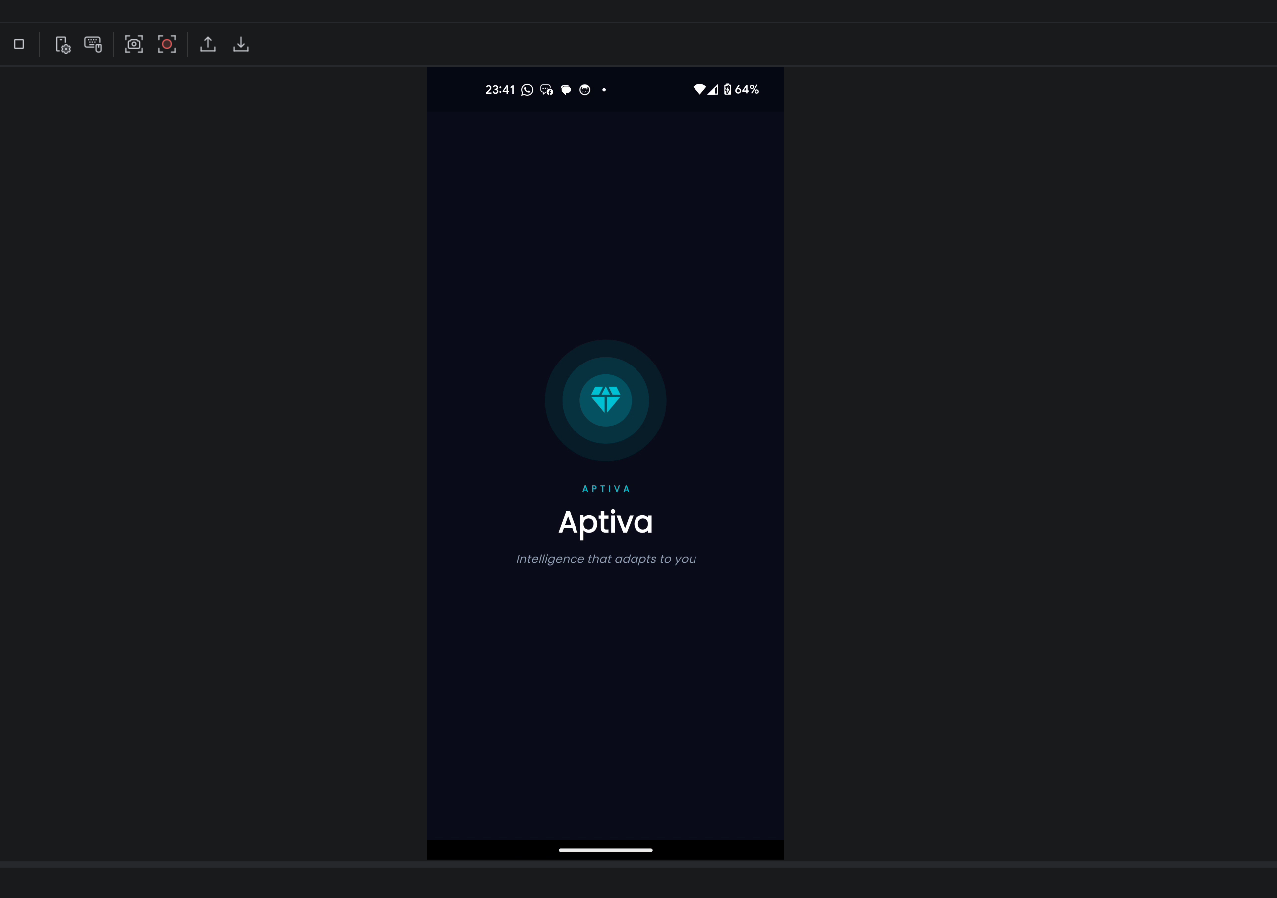 23:41 64%
APTIVA
Aptiva
Intelligence that adapts to you